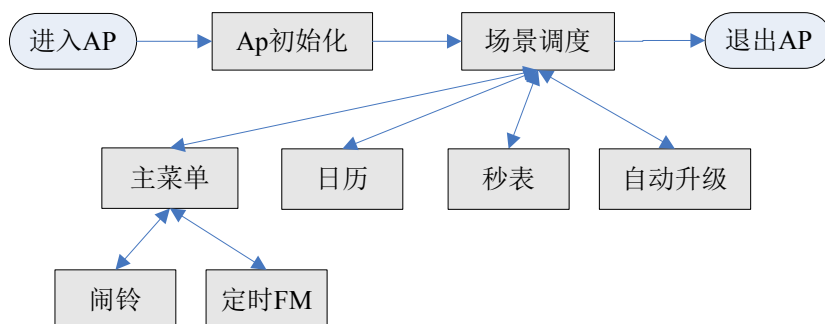 进入AP
Ap初始化
场景调度
退出AP
主菜单
日历
秒表
自动升级
闹铃
定时FM